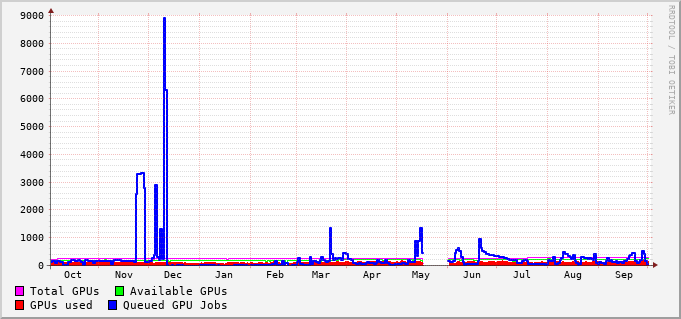 9000
8000
7000
6000
5000
4000
3000
2000
1000
0
Oct Nov Dec Jan Feb Mar Apr May Jun Jul Aug Sep
Total GPUs Available GPUs
GPUs used Queued GPU Jobs
RRDTOOL / TOBI OETIKER